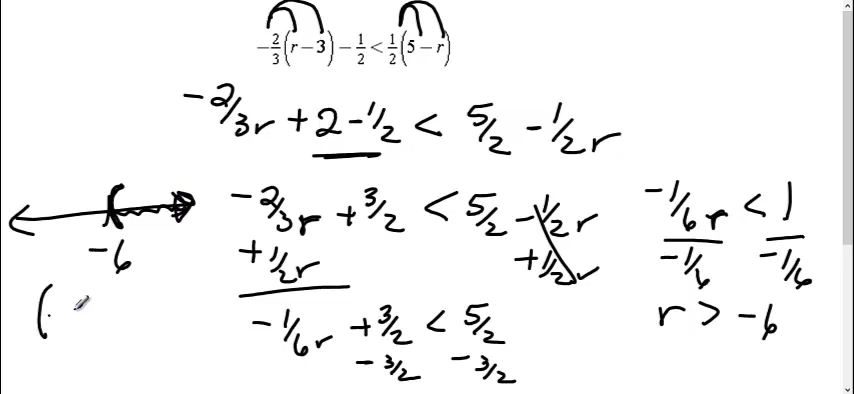 -2/3(r-3)-1/2<1/2(5-r)
-2/3r+2-1/2<5/2-1/2r
-2/3r+3/2<5/2-1/2r
+1/2r +1/2r
-1/6r+3/2<5/2
-3/2 -3/2
-1/6r<1
-1/6 -1/6
r>-6
(
-6
(